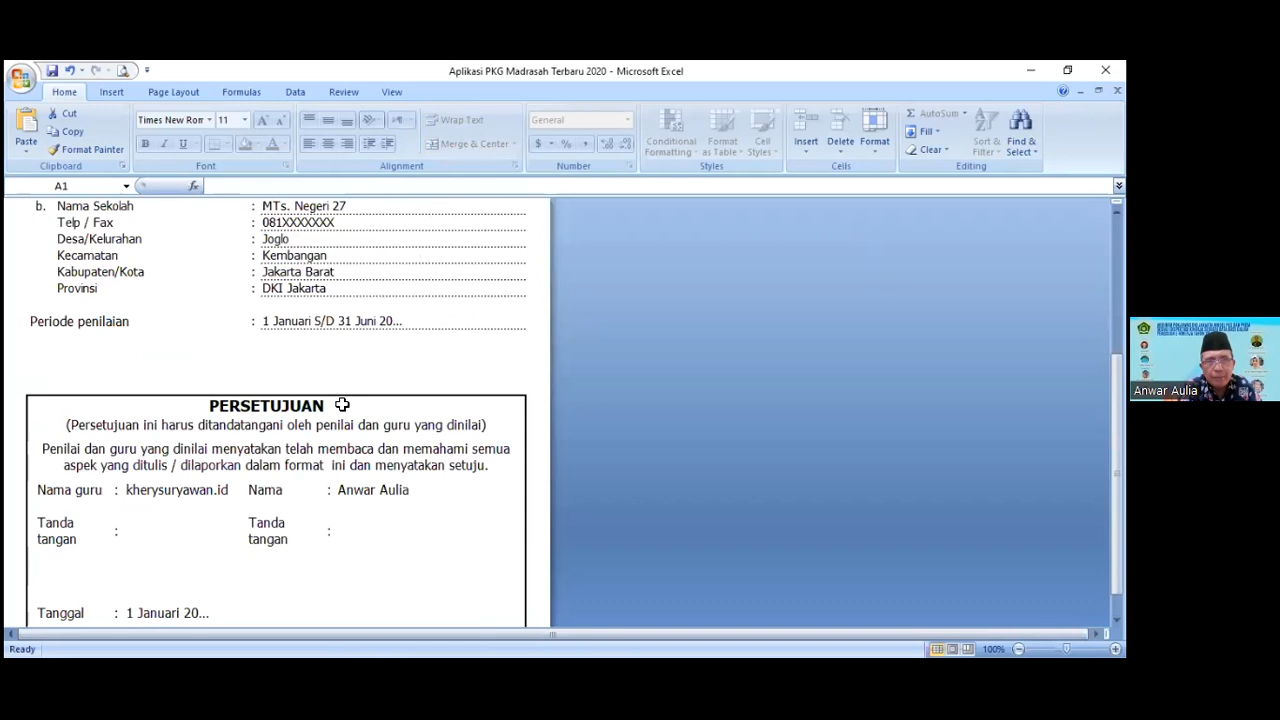 Aplikasi PKG Madrasah Terbaru 2020 - Microsoft Excel
Home Insert Page Layout Formulas Data Review View
Cut
Copy
Format Painter
Paste
Clipboard
Times New Rom 11
B I U
Font
Wrap Text
Merge & Center
Alignment
General
$ % ,
Number
Conditional Formatting
Format as Table
Cell Styles
Styles
Insert Delete Format
Cells
AutoSum
Fill
Clear
Sort & Filter
Find & Select
Editing
A1 fx
b. Nama Sekolah : MTs. Negeri 27
Telp / Fax : 081XXXXXXX
Desa/Kelurahan : Joglo
Kecamatan : Kembangan
Kabupaten/Kota : Jakarta Barat
Provinsi : DKI Jakarta
Periode penilaian : 1 Januari S/D 31 Juni 20...
PERSETUJUAN
(Persetujuan ini harus ditandatangani oleh penilai dan guru yang dinilai)
Penilai dan guru yang dinilai menyatakan telah membaca dan memahami semua
aspek yang ditulis / dilaporkan dalam format ini dan menyatakan setuju.
Nama guru : kherysuryawan.id Nama : Anwar Aulia
Tanda tangan : Tanda tangan :
Tanggal : 1 Januari 20...
Ready 100%
Anwar Aulia